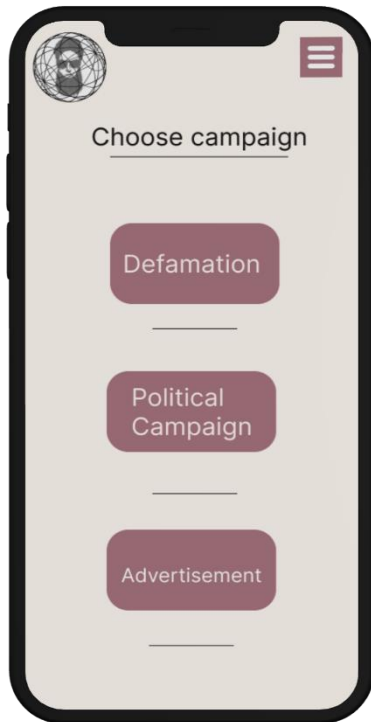 Choose campaign
Defamation
Political
Campaign
Advertisement